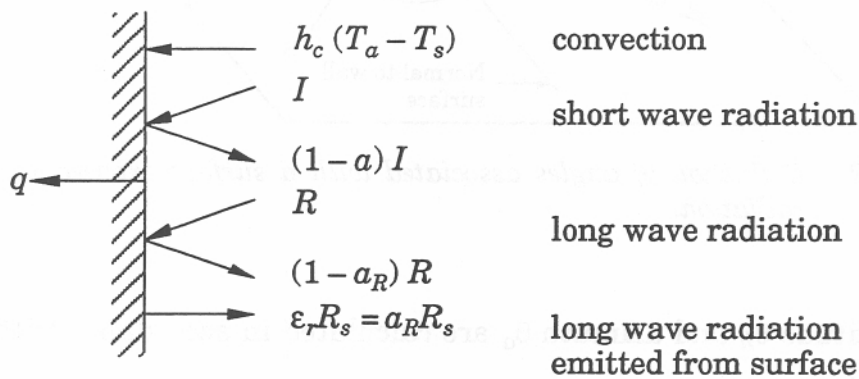 h_c (T_a – T_s) convection
I
short wave radiation
(1 – a) I
q
R
long wave radiation
(1 – a_R) R
ε_r R_s = a_R R_s long wave radiation
emitted from surface